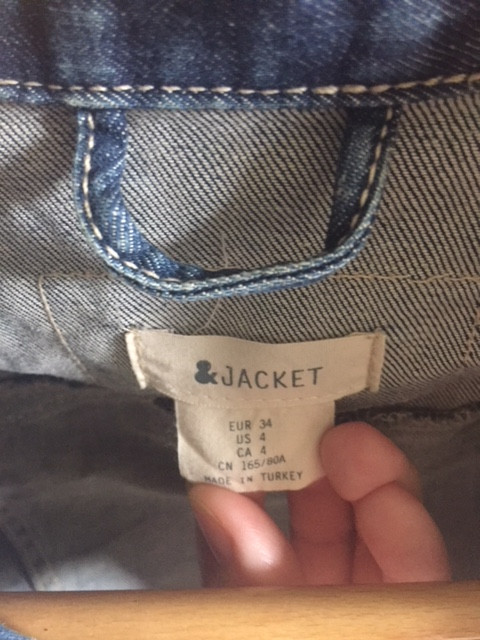 &JACKET
EUR 34
US 4
CA 4
CN 165/80A
MADE IN TURKEY